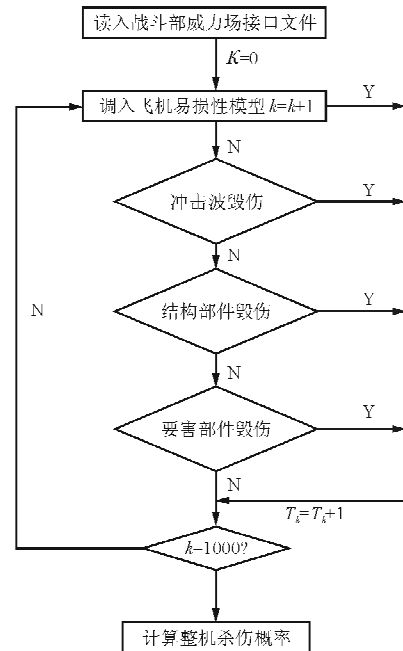 读入战斗部威力场接口文件
K=0
调入飞机易损性模型k=k+1
Y
N
冲击波毁伤
Y
N
N
结构部件毁伤
Y
N
要害部件毁伤
Y
N
Tk=Tk+1
k=1000?
计算整机杀伤概率